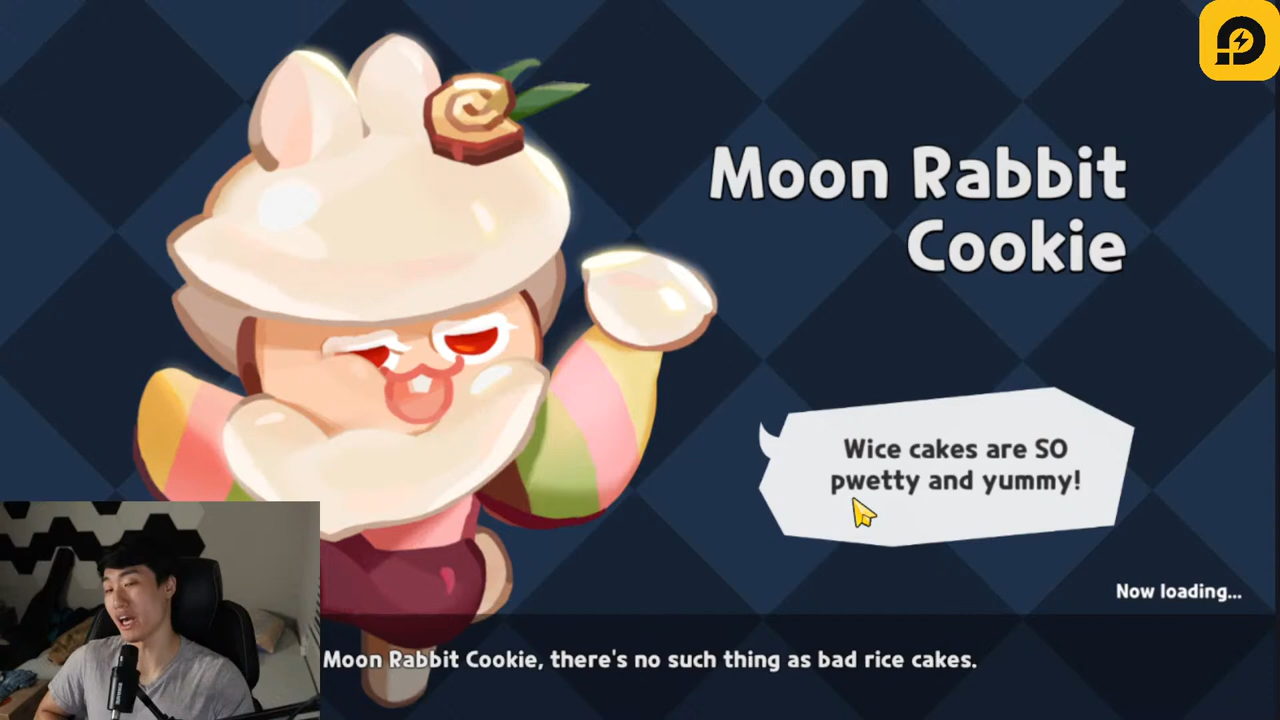 Moon Rabbit
Cookie
Wice cakes are SO
pwetty and yummy!
Now loading...
Moon Rabbit Cookie, there's no such thing as bad rice cakes.